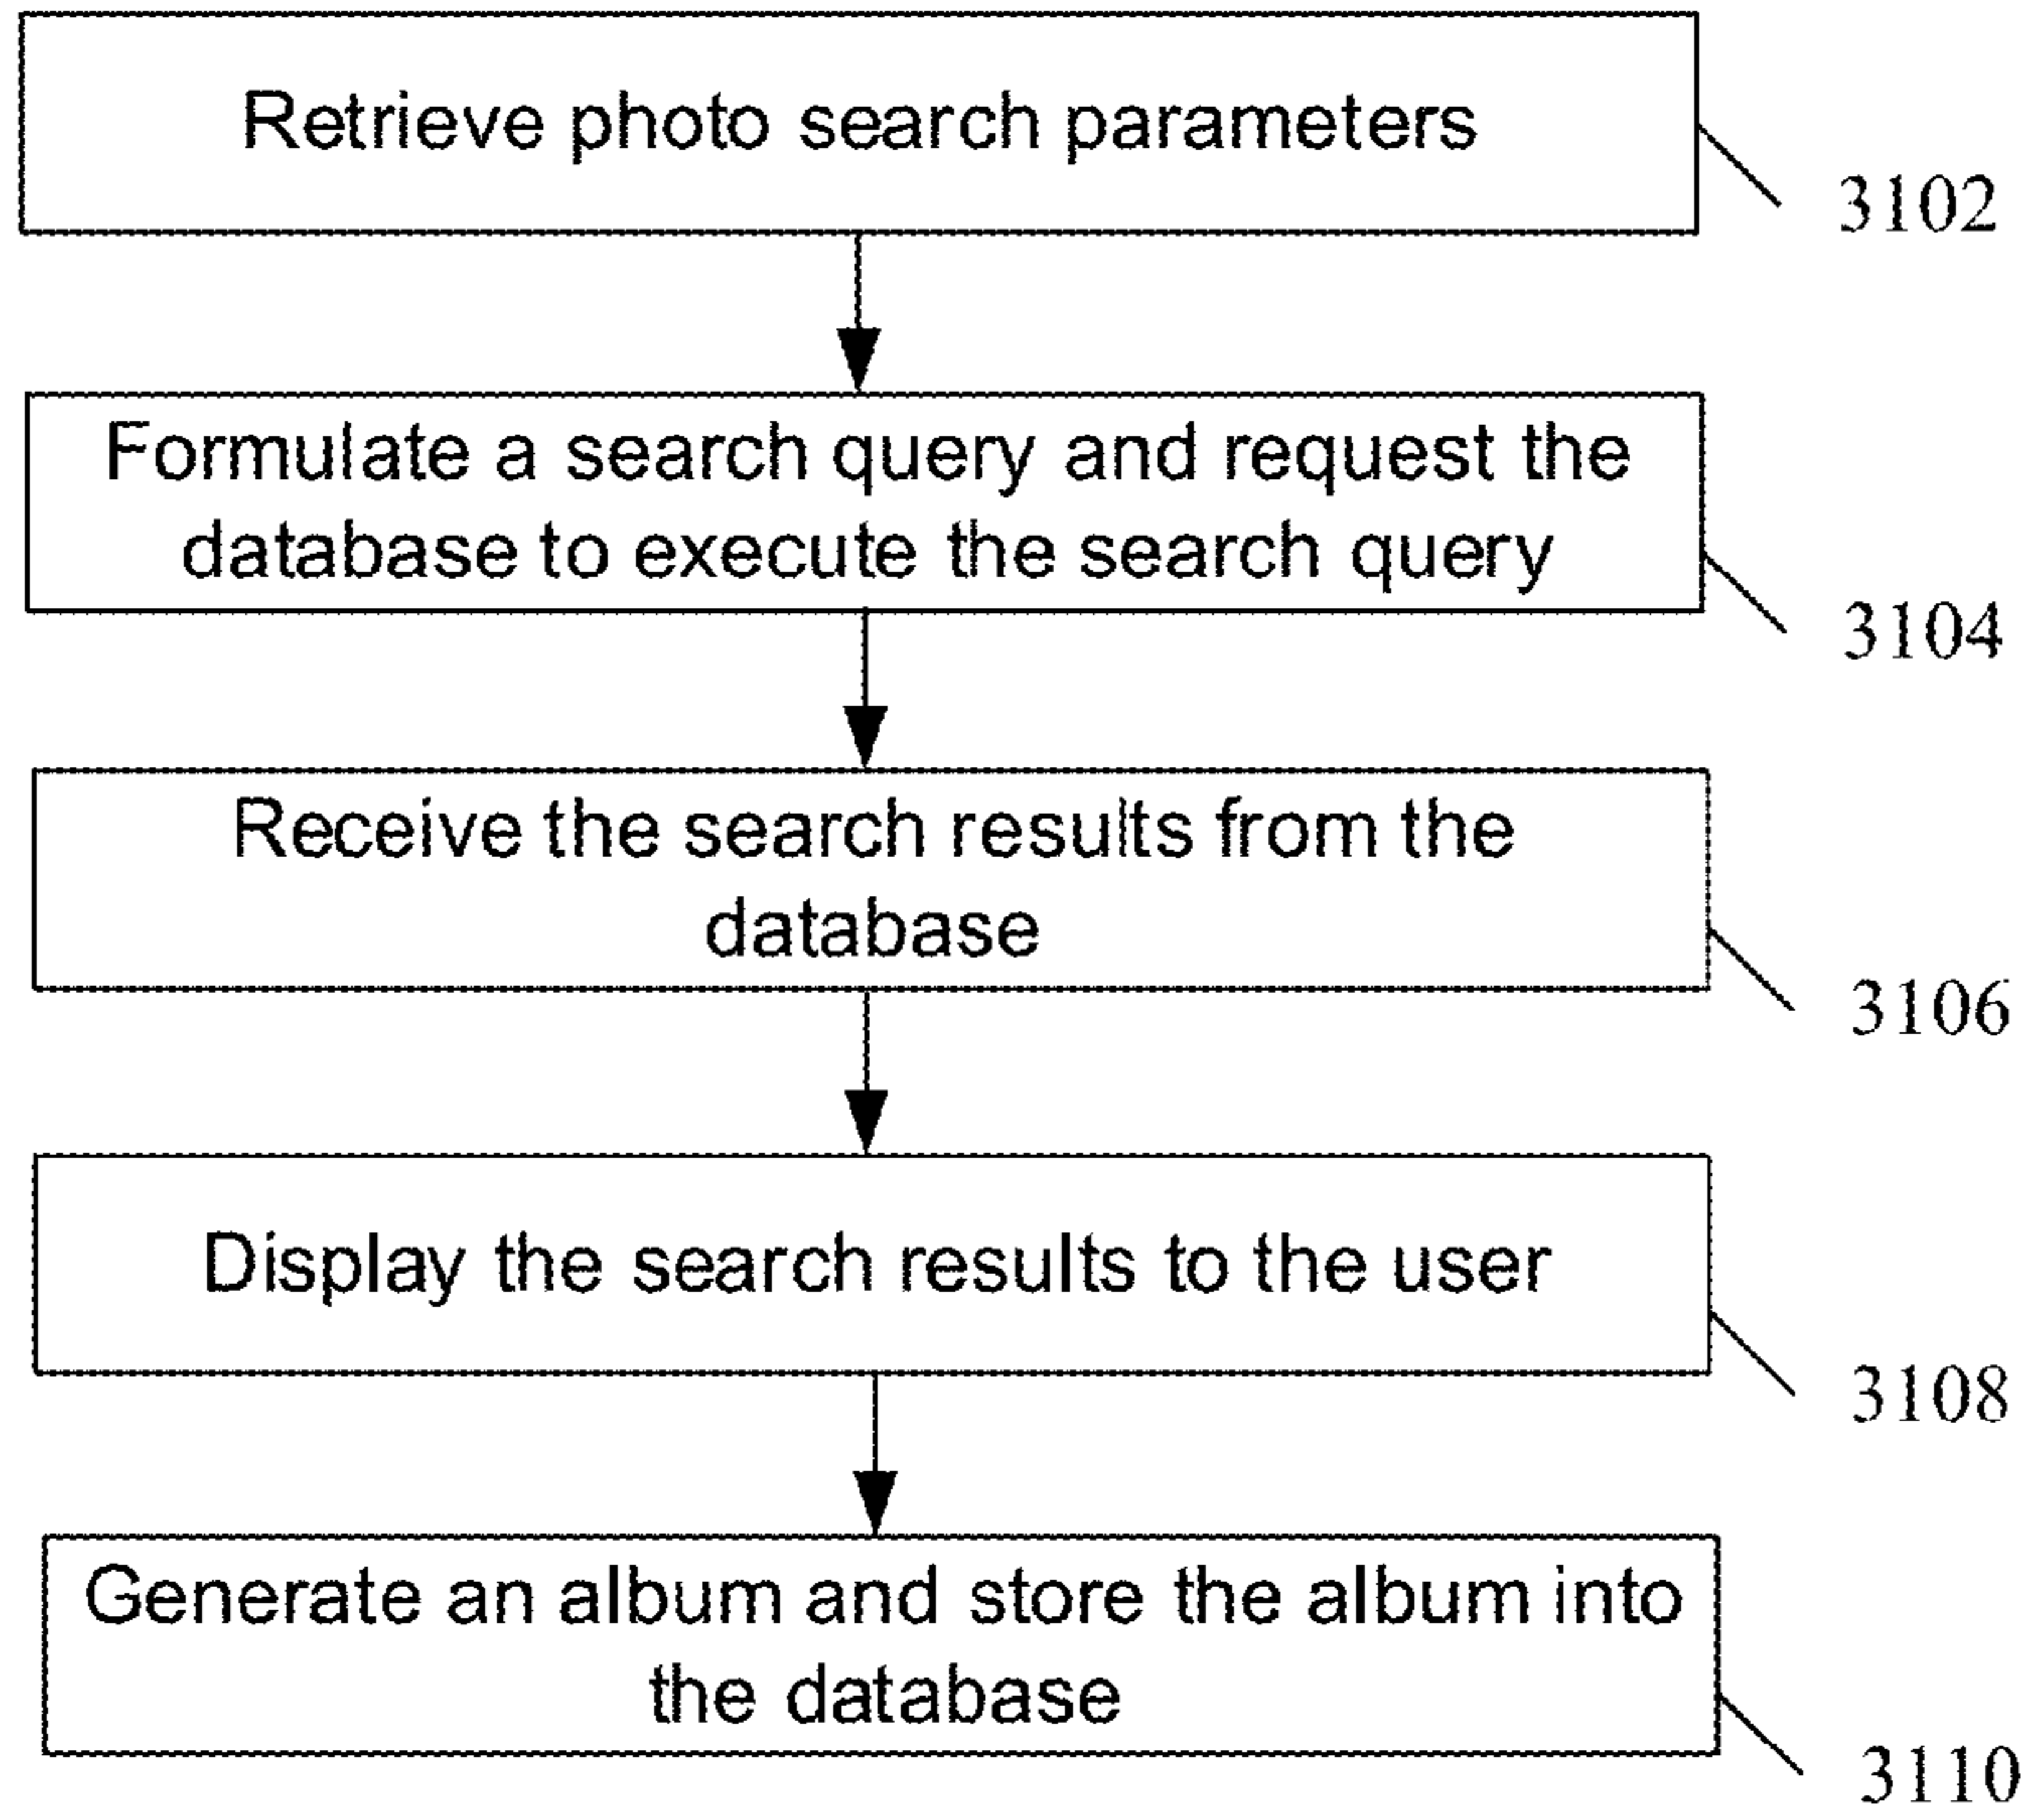 Retrieve photo search parameters
3102
Formulate a search query and request the
database to execute the search query
3104
Receive the search results from the
database
3106
Display the search results to the user
3108
Generate an album and store the album into
the database
3110